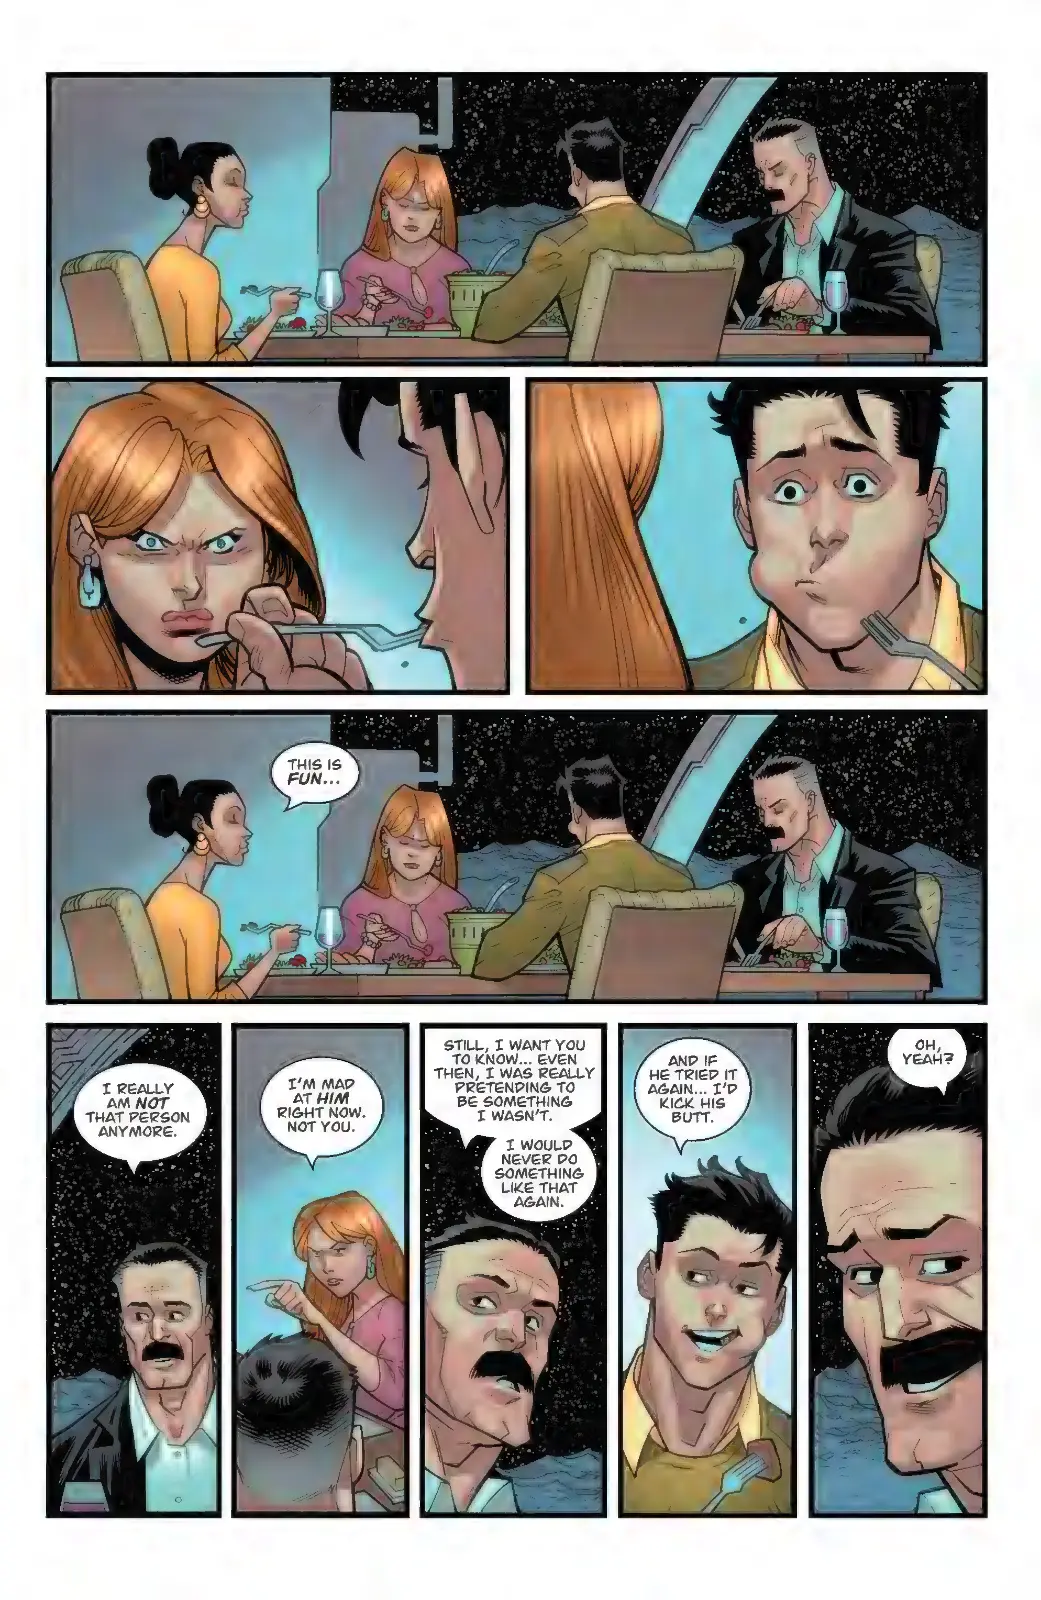 THIS IS
FUN...
I REALLY
AM NOT
THAT PERSON
ANYMORE.
I'M MAD
AT HIM
RIGHT NOW.
NOT YOU.
STILL, I WANT YOU
TO KNOW... EVEN
THEN, I WAS REALLY
PRETENDING TO
BE SOMETHING
I WASN'T.
I WOULD
NEVER DO
SOMETHING
LIKE THAT
AGAIN.
AND IF
HE TRIED IT
AGAIN... I'D
KICK HIS
BUTT.
OH,
YEAH?